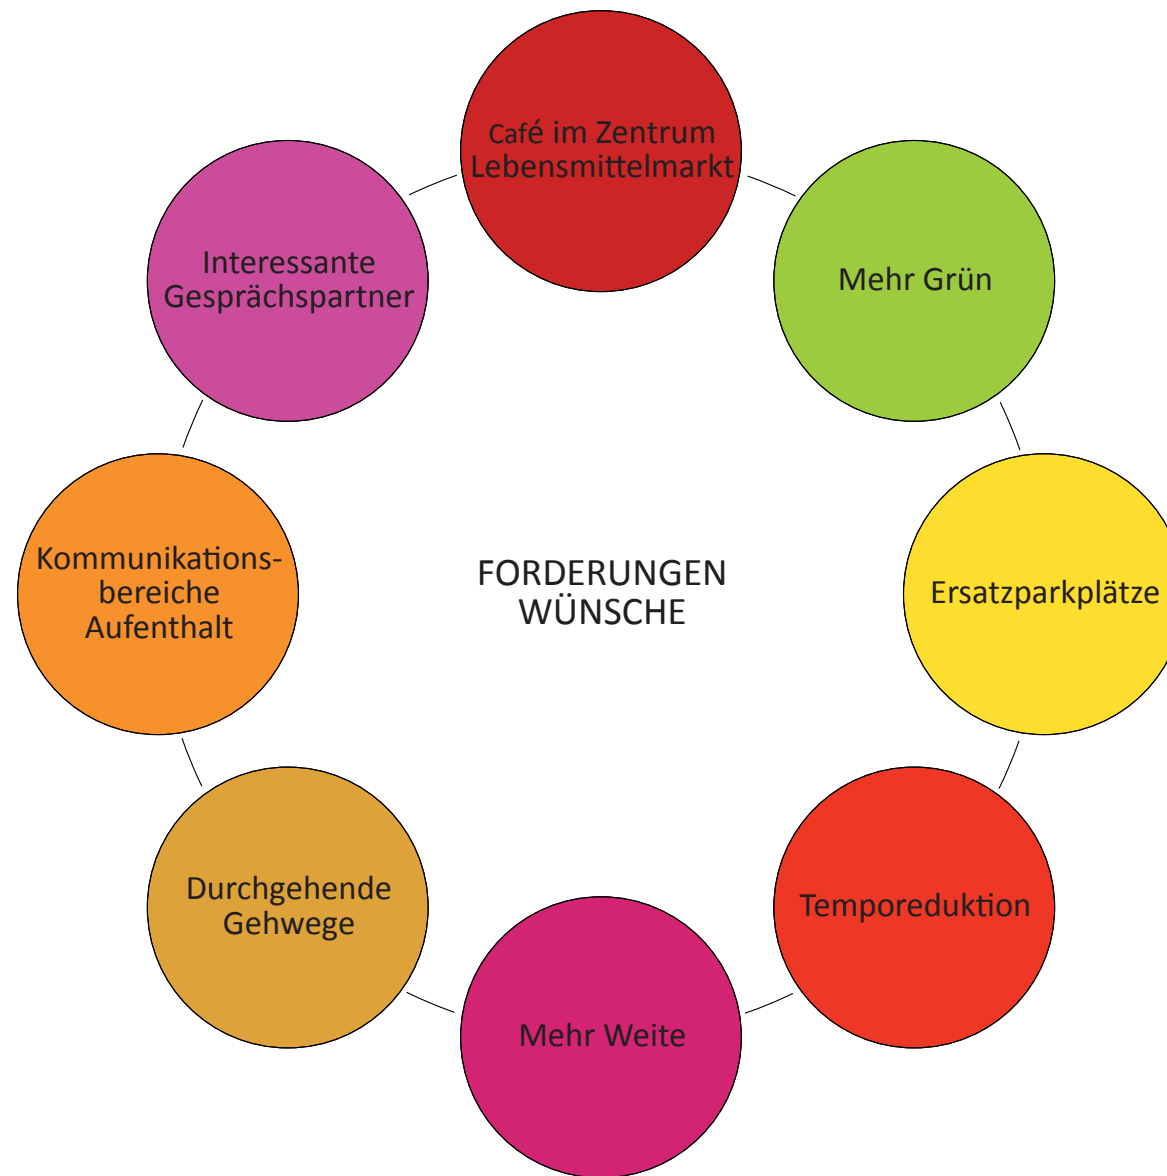 Café im Zentrum
Lebensmittelmarkt
Mehr Grün
Ersatzparkplätze
Temporeduktion
Mehr Weite
Durchgehende
Gehwege
Kommunikations-
bereiche
Aufenthalt
Interessante
Gesprächspartner
FORDERUNGEN
WÜNSCHE